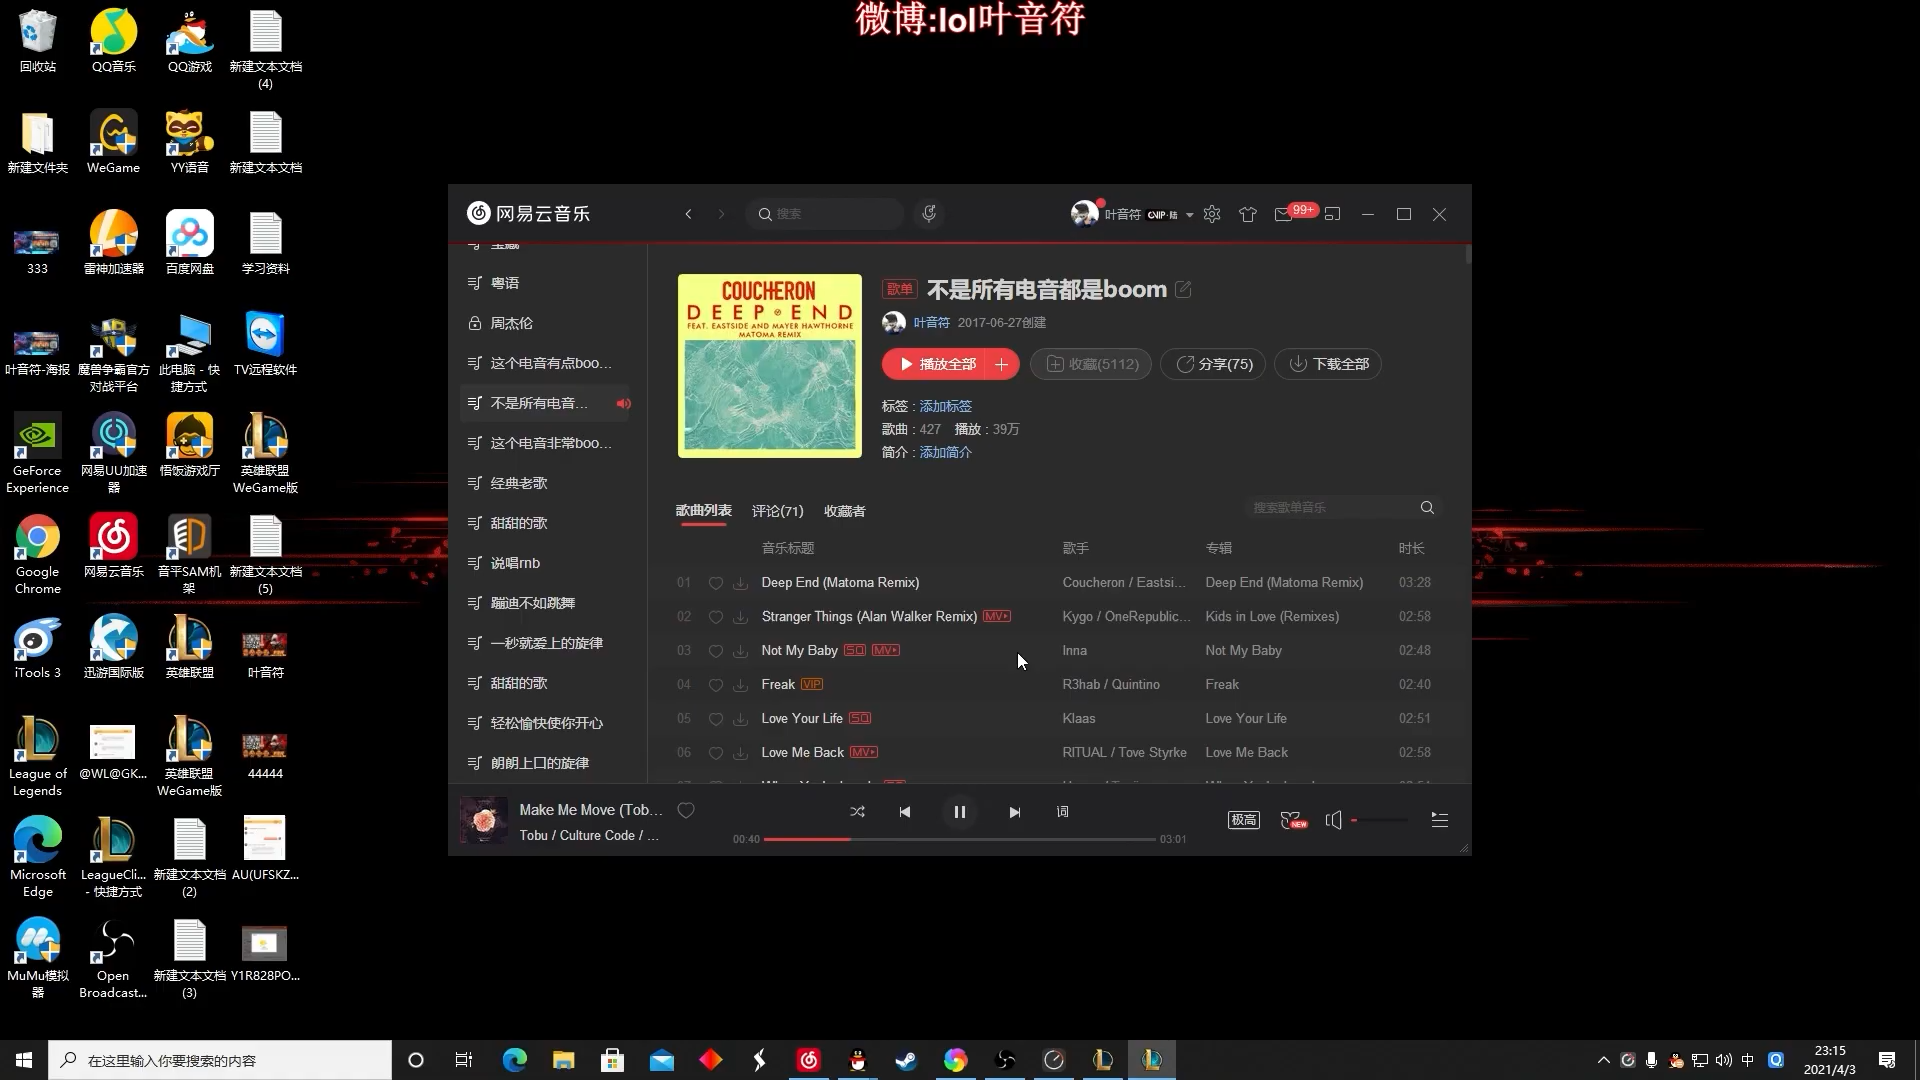 微博:lol叶音符
回收站
QQ音乐
QQ游戏
新建文本文档
(4)
新建文件夹
WeGame
YY语音
新建文本文档
333
雷神加速器
百度网盘
学习资料
叶音符-海报
魔兽争霸官方
对战平台
此电脑 - 快
捷方式
TV远程软件
GeForce
Experience
网易UU加速
器
悟饭游戏厅
英雄联盟
WeGame版
Google
Chrome
网易云音乐
音平SAM机
架
新建文本文档
(5)
iTools 3
迅游国际版
英雄联盟
叶音符
League of
Legends
@WL@GK...
英雄联盟
WeGame版
44444
Microsoft
Edge
LeagueCli...
- 快捷方式
新建文本文档
(2)
AU(UFSKZ...
MuMu模拟
器
Open
Broadcast...
新建文本文档
(3)
Y1R828PO...
网易云音乐
搜索
叶音符
99+
粤语
周杰伦
这个电音有点boo...
不是所有电音...
这个电音非常boo...
经典老歌
甜甜的歌
说唱rnb
蹦迪不如跳舞
一秒就爱上的旋律
甜甜的歌
轻松愉快使你开心
朗朗上口的旋律
COUCHERON
DEEP END
FEAT. EASTSIDE AND MAYER HAWTHORNE
MATOMA REMIX
歌单 不是所有电音都是boom
叶音符 2017-06-27创建
播放全部 + 收藏(5112) 分享(75) 下载全部
标签 : 添加标签
歌曲 : 427 播放 : 39万
简介 : 添加简介
歌曲列表 评论(71) 收藏者 搜索歌单音乐
音乐标题 歌手 专辑 时长
01 Deep End (Matoma Remix) Coucheron / Eastsi... Deep End (Matoma Remix) 03:28
02 Stranger Things (Alan Walker Remix) MV Kygo / OneRepublic... Kids in Love (Remixes) 02:58
03 Not My Baby SQ MV Inna Not My Baby 02:48
04 Freak VIP R3hab / Quintino Freak 02:40
05 Love Your Life SQ Klaas Love Your Life 02:51
06 Love Me Back MV RITUAL / Tove Styrke Love Me Back 02:58
Make Me Move (Tob...
Tobu / Culture Code / ...
词
00:40 03:01
极高
NEW
在这里输入你要搜索的内容
中
23:15
2021/4/3